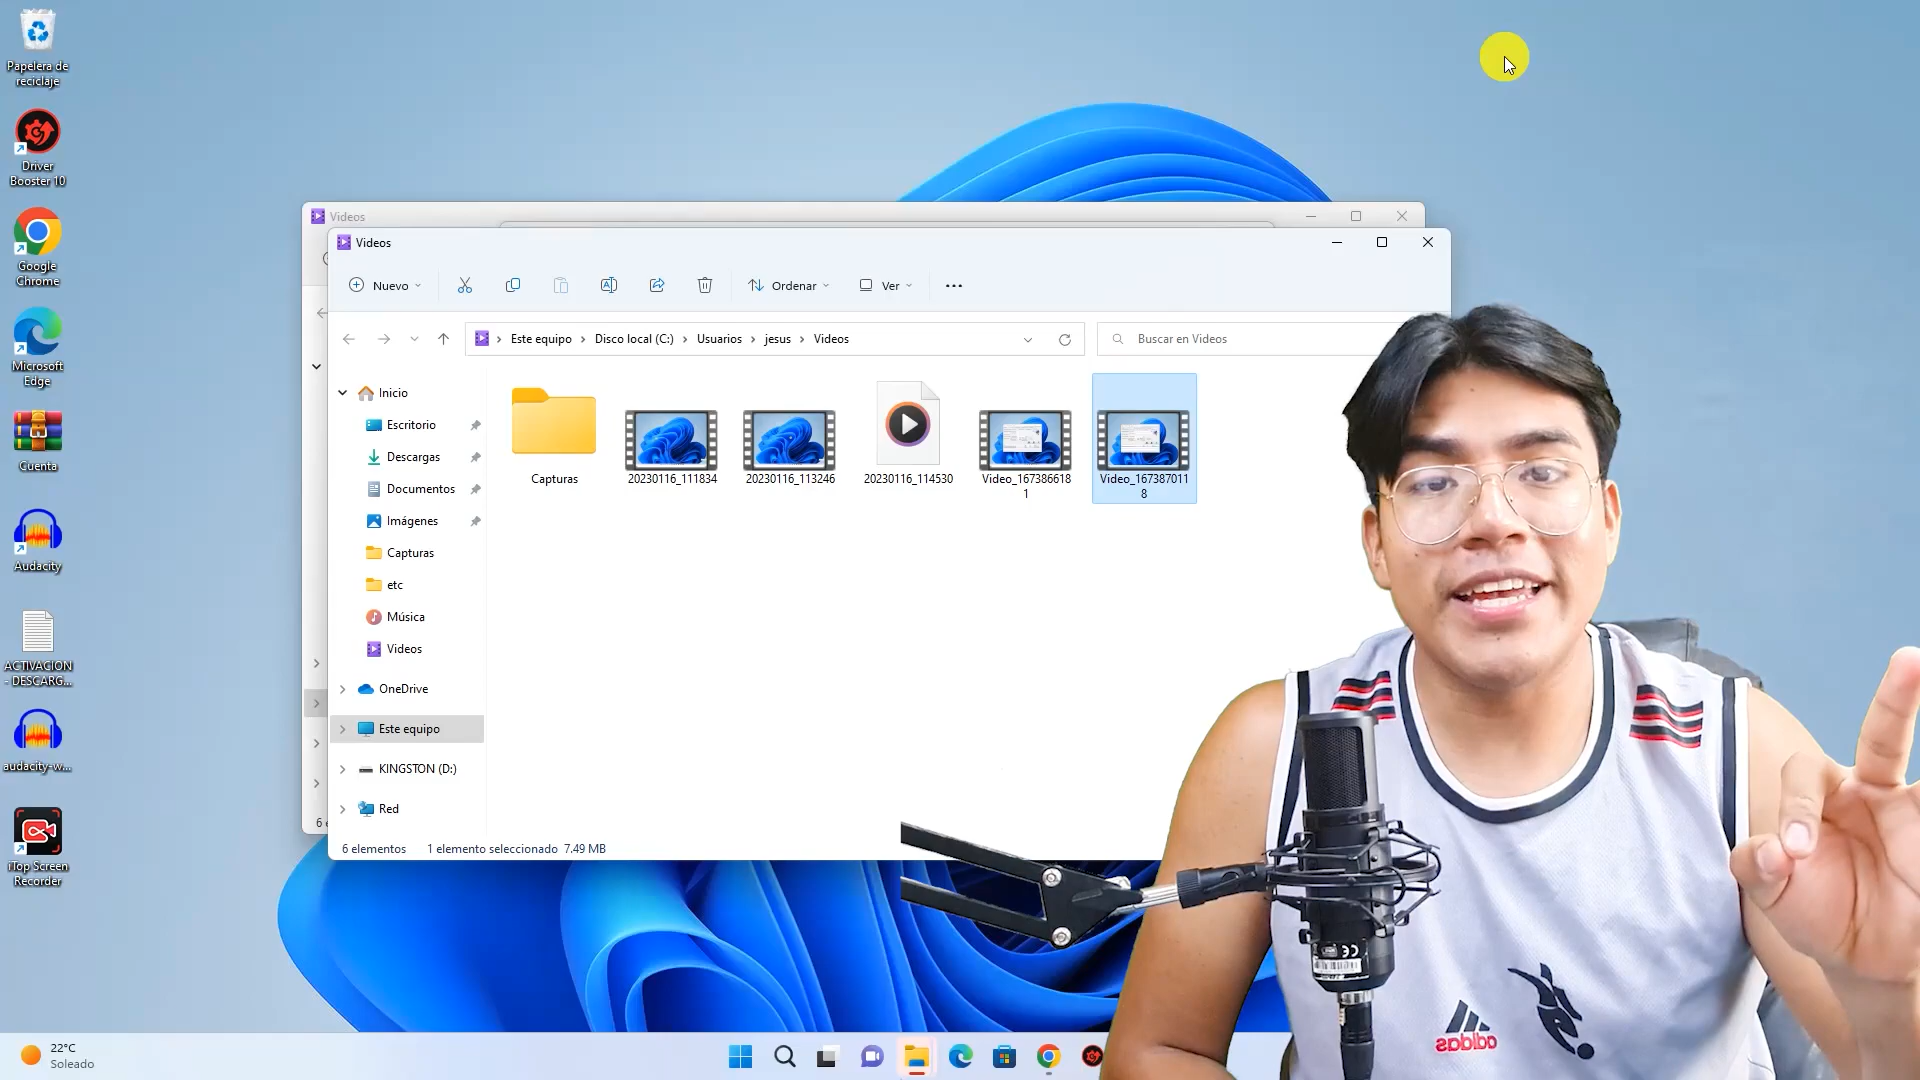 Papelera de
reciclaje
Driver
Booster 10
Google
Chrome
Microsoft
Edge
Cuenta
Audacity
ACTIVACION
- DESCARG...
audacity-w...
iTop Screen
Recorder
Videos
Videos
Nuevo
Ordenar
Ver
Este equipo
Disco local (C:)
Usuarios
jesus
Videos
Buscar en Videos
Inicio
Escritorio
Descargas
Documentos
Imágenes
Capturas
etc
Música
Videos
OneDrive
Este equipo
KINGSTON (D:)
Red
Capturas
20230116_111834
20230116_113246
20230116_114530
Video_167386618
1
Video_167387011
8
6 elementos
1 elemento seleccionado 7.49 MB
22°C
Soleado
adidas